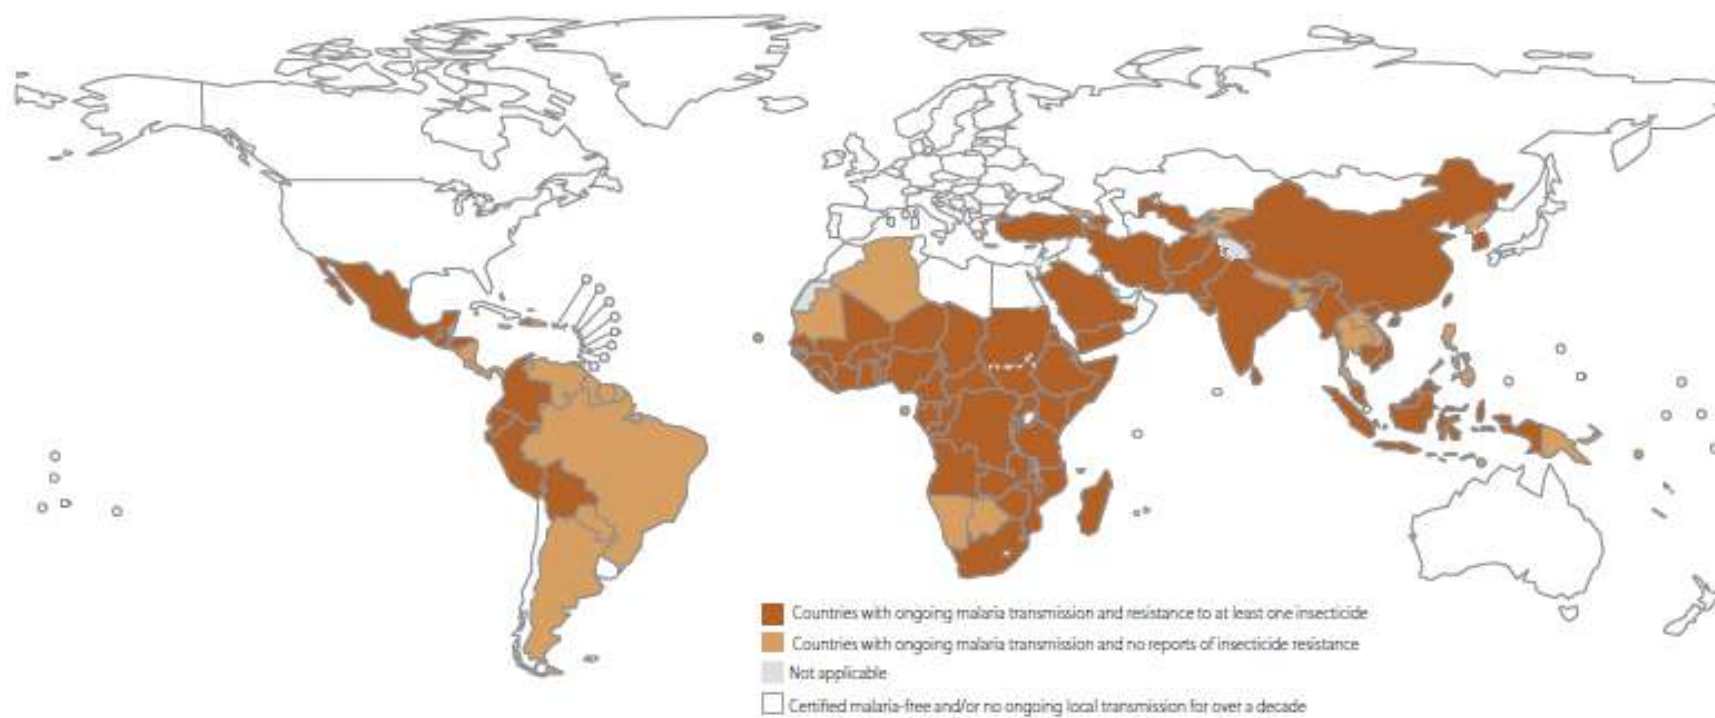 Countries with ongoing malaria transmission and resistance to at least one insecticide
Countries with ongoing malaria transmission and no reports of insecticide resistance
Not applicable
Certified malaria-free and/or no ongoing local transmission for over a decade